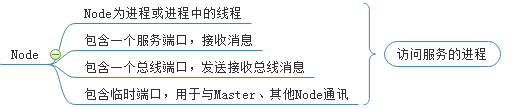 Node为进程或进程中的线程
包含一个服务端口，接收消息
Node
访问服务的进程
包含一个总线端口，发送接收总线消息
包含临时端口，用于与Master、其他Node通讯